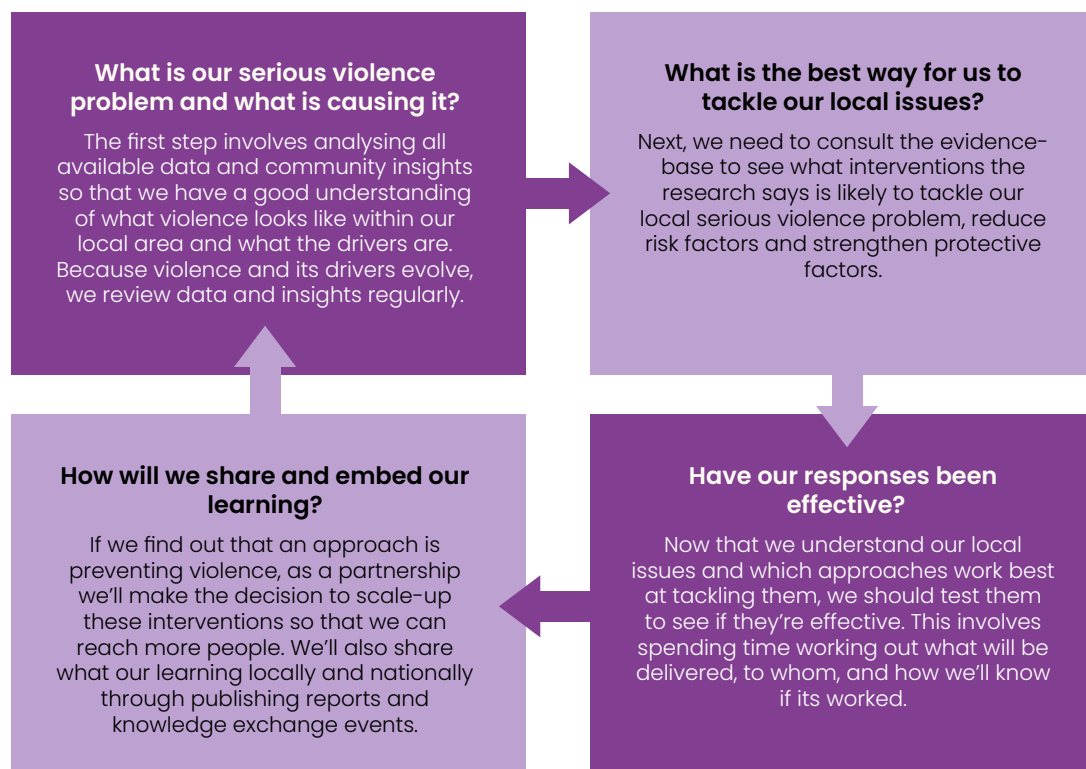 What is our serious violence
problem and what is causing it?
The first step involves analysing all
available data and community insights
so that we have a good understanding
of what violence looks like within our
local area and what the drivers are.
Because violence and its drivers evolve,
we review data and insights regularly.
What is the best way for us to
tackle our local issues?
Next, we need to consult the evidence-
base to see what interventions the
research says is likely to tackle our
local serious violence problem, reduce
risk factors and strengthen protective
factors.
Have our responses been
effective?
Now that we understand our local
issues and which approaches work best
at tackling them, we should test them
to see if they’re effective. This involves
spending time working out what will be
delivered, to whom, and how we’ll know
if its worked.
How will we share and embed our
learning?
If we find out that an approach is
preventing violence, as a partnership
we’ll make the decision to scale-up
these interventions so that we can
reach more people. We’ll also share
what our learning locally and nationally
through publishing reports and
knowledge exchange events.